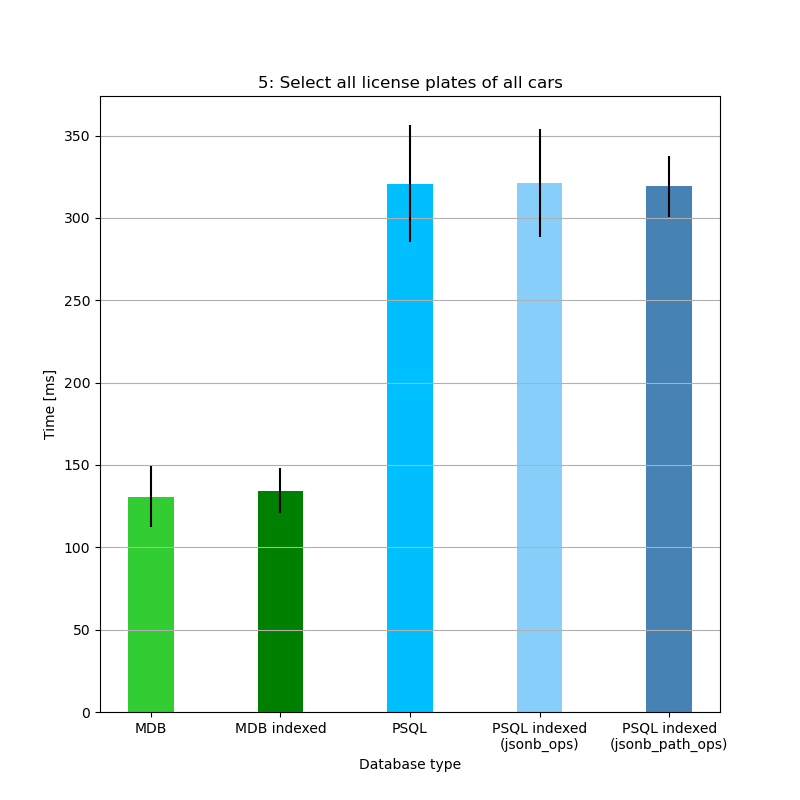 5: Select all license plates of all cars
350
300
250
200
150
100
50
0
Time [ms]
MDB
MDB indexed
PSQL
PSQL indexed
(jsonb_ops)
PSQL indexed
(jsonb_path_ops)
Database type